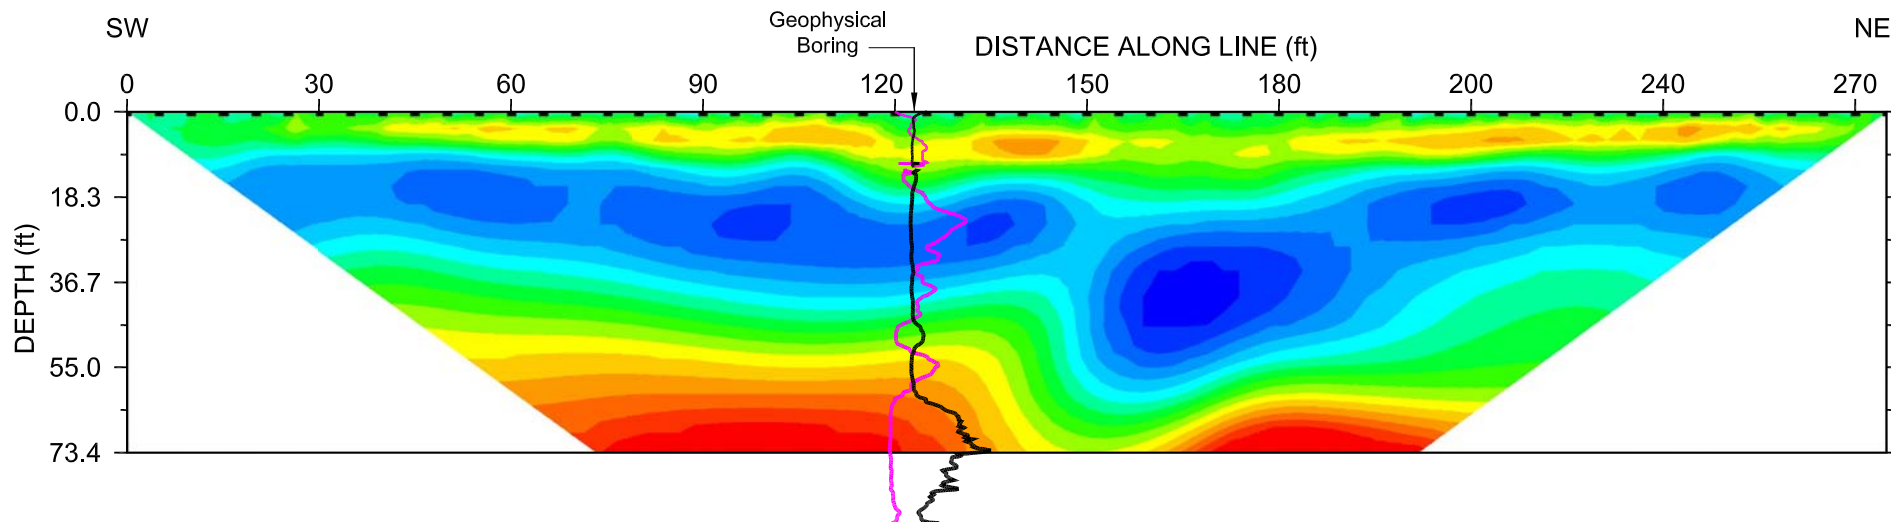 SW
Geophysical
Boring
DISTANCE ALONG LINE (ft)
NE
0 30 60 90 120 150 180 200 240 270
0.0
18.3
36.7
55.0
73.4
DEPTH (ft)